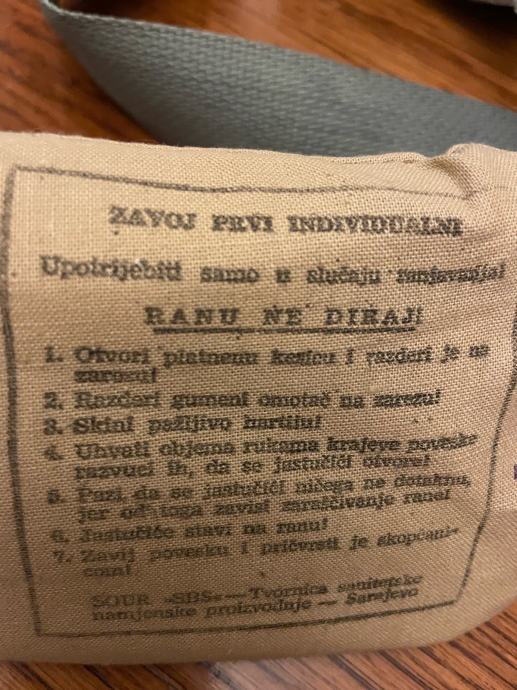 ZAVOJ PRVI INDIVIDUALNI
Upotrijebiti samo u slučaju ranjavanja!
RANU NE DIRAJ!
1. Otvori platnenu kesicu i razderi je na
zarezu!
2. Razderi gumeni omotač na zarezu!
3. Skini pažljivo hartiju!
4. Uhvati objema rukama krajeve poveske
razvuci ih, da se jastučići otvore!
5. Pazi da se jastučići ničega ne dotaknu,
jer od toga zavisi zarašćivanje rane!
6. Jastučiće stavi na ranu!
7. Zavij povesku i pričvrsti je skopčani-
com!
SOUR »SBS« — Tvornica sanitetske
namjenske proizvodnje — Sarajevo